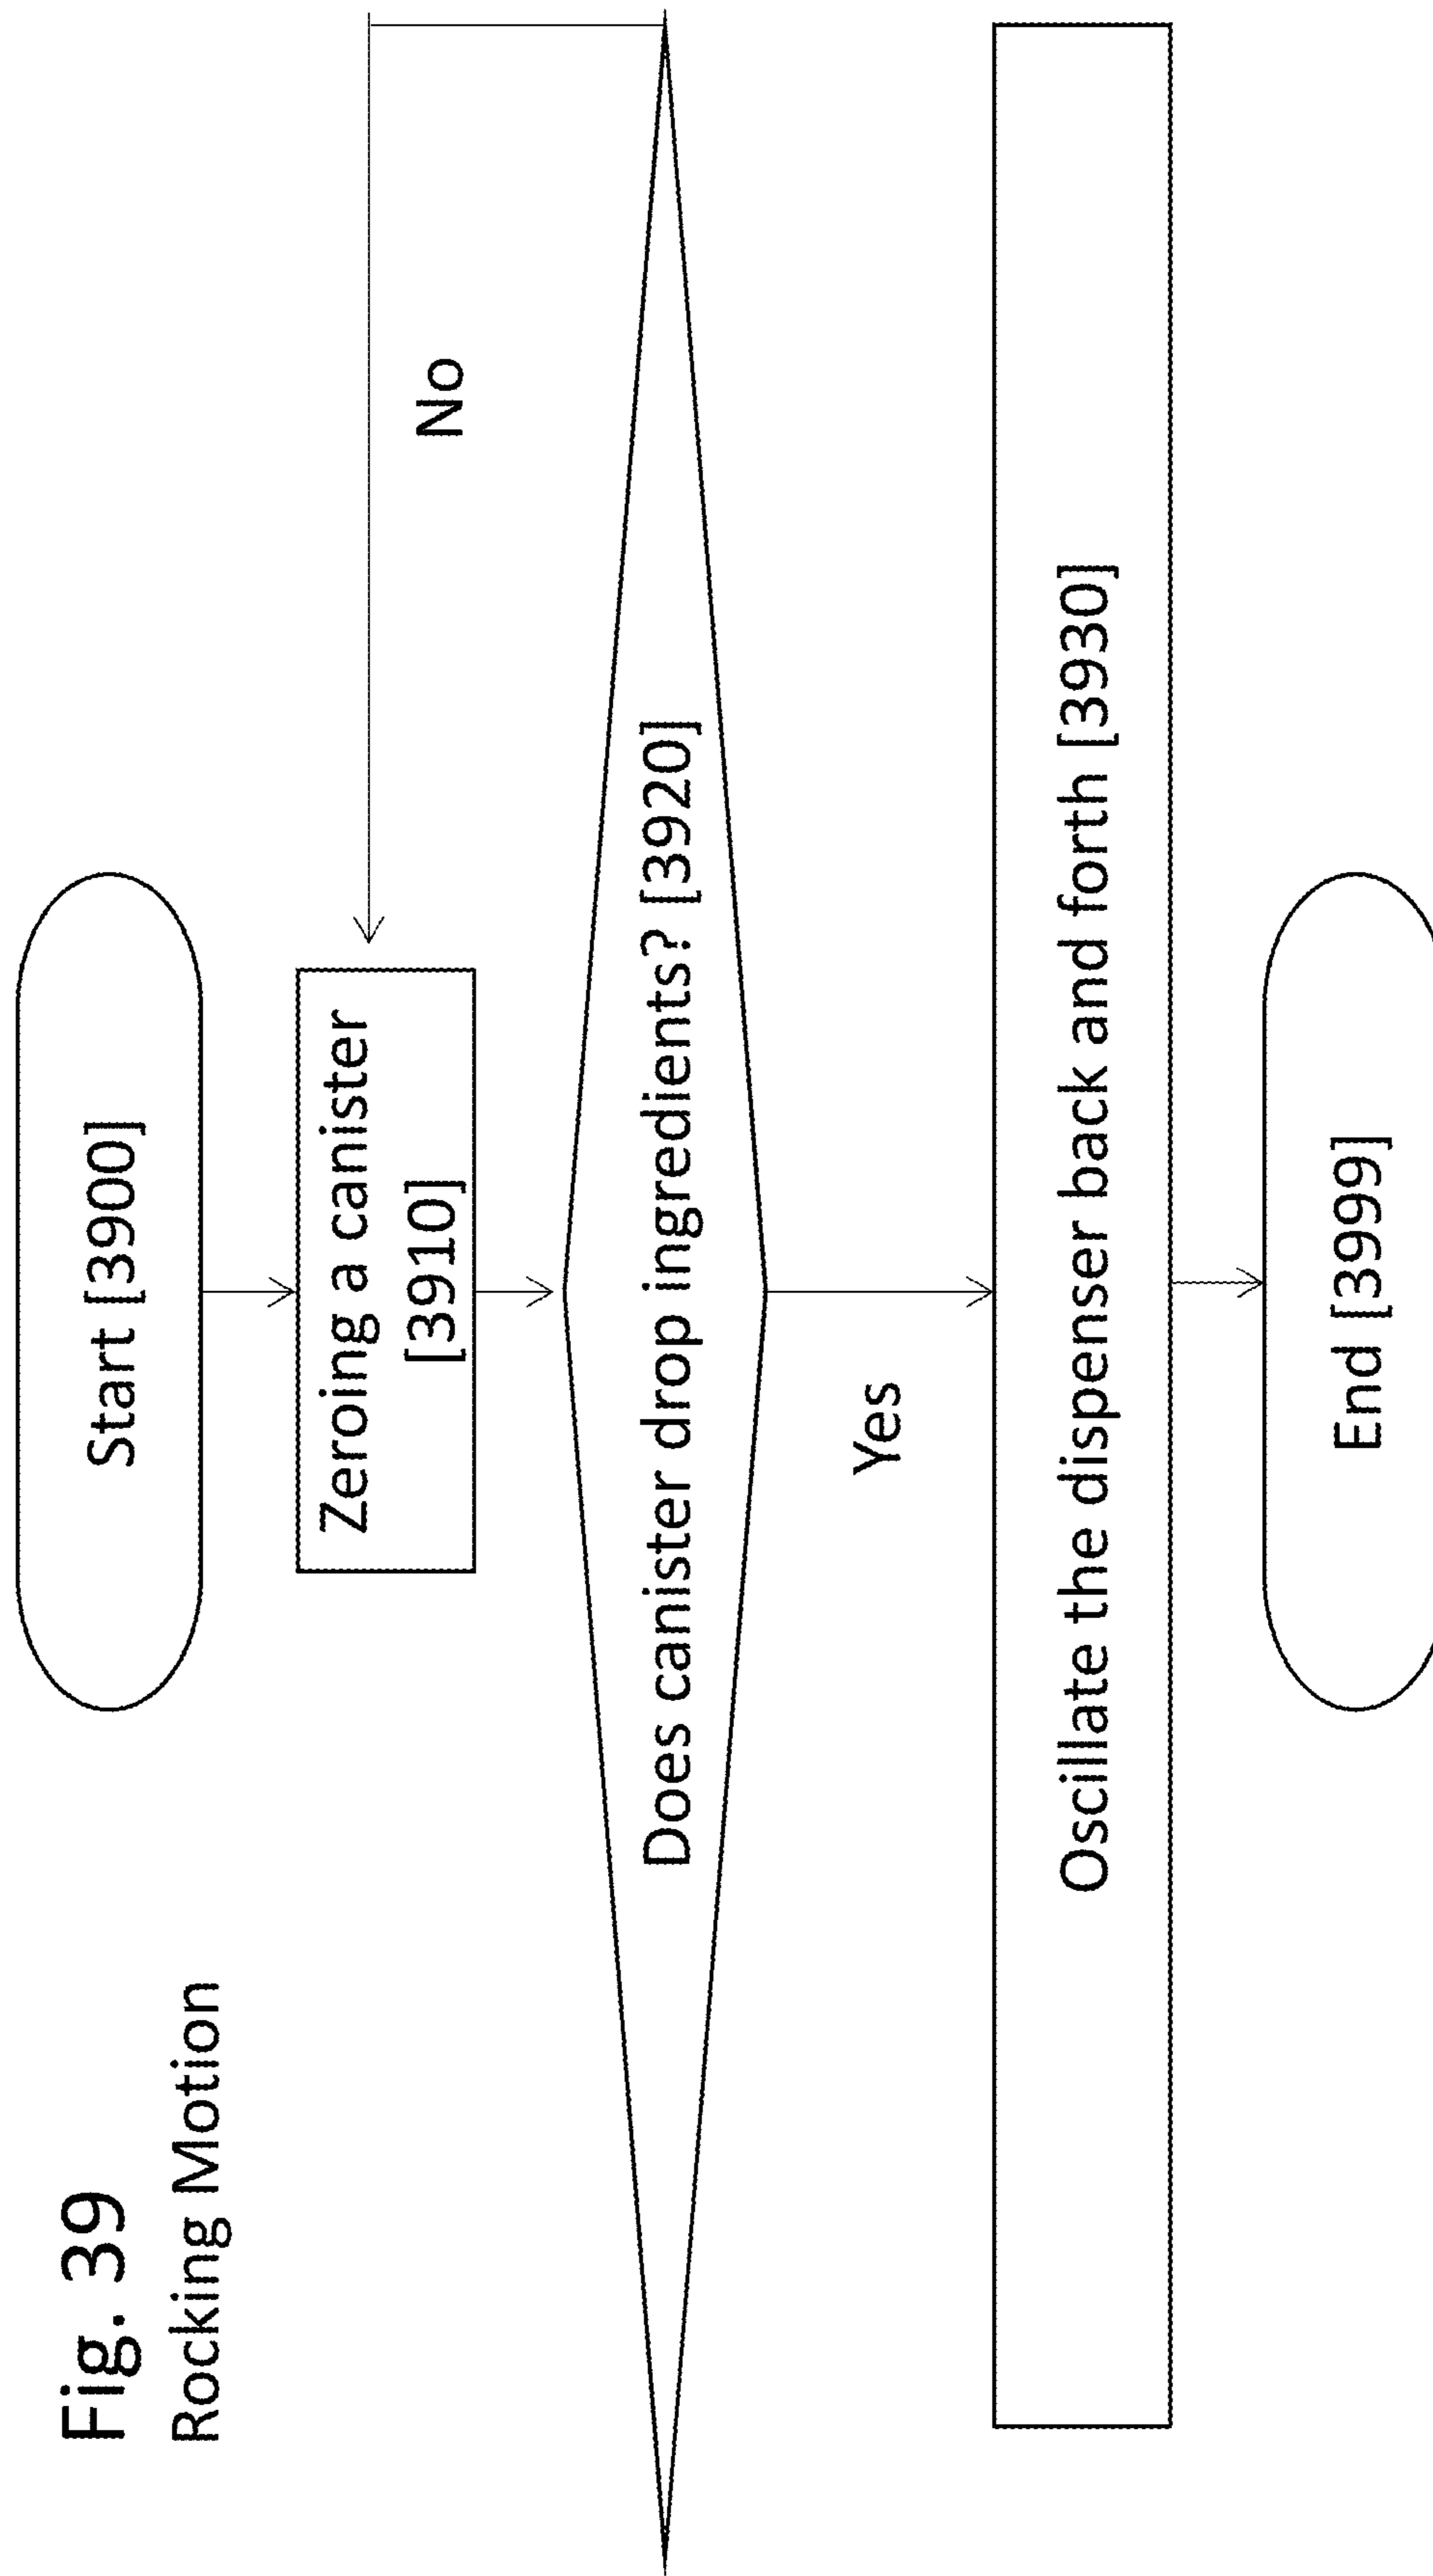 Fig. 39
Rocking Motion
Start [3900]
Zeroing a canister
[3910]
No
Does canister drop ingredients? [3920]
Yes
Oscillate the dispenser back and forth [3930]
End [3999]